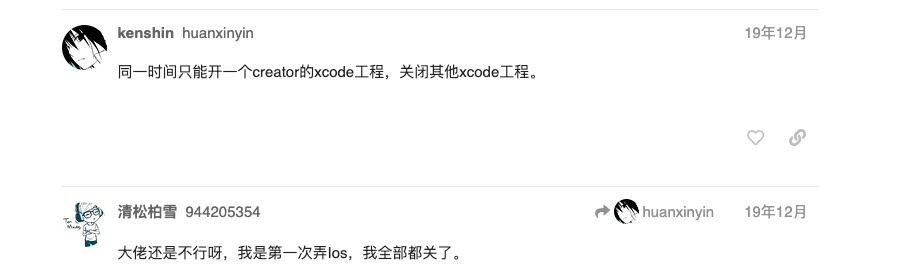 kenshin huanxinyin 19年12月
同一时间只能开一个creator的xcode工程，关闭其他xcode工程。
清松柏雪 944205354 huanxinyin 19年12月
大佬还是不行呀，我是第一次弄Ios，我全部都关了。